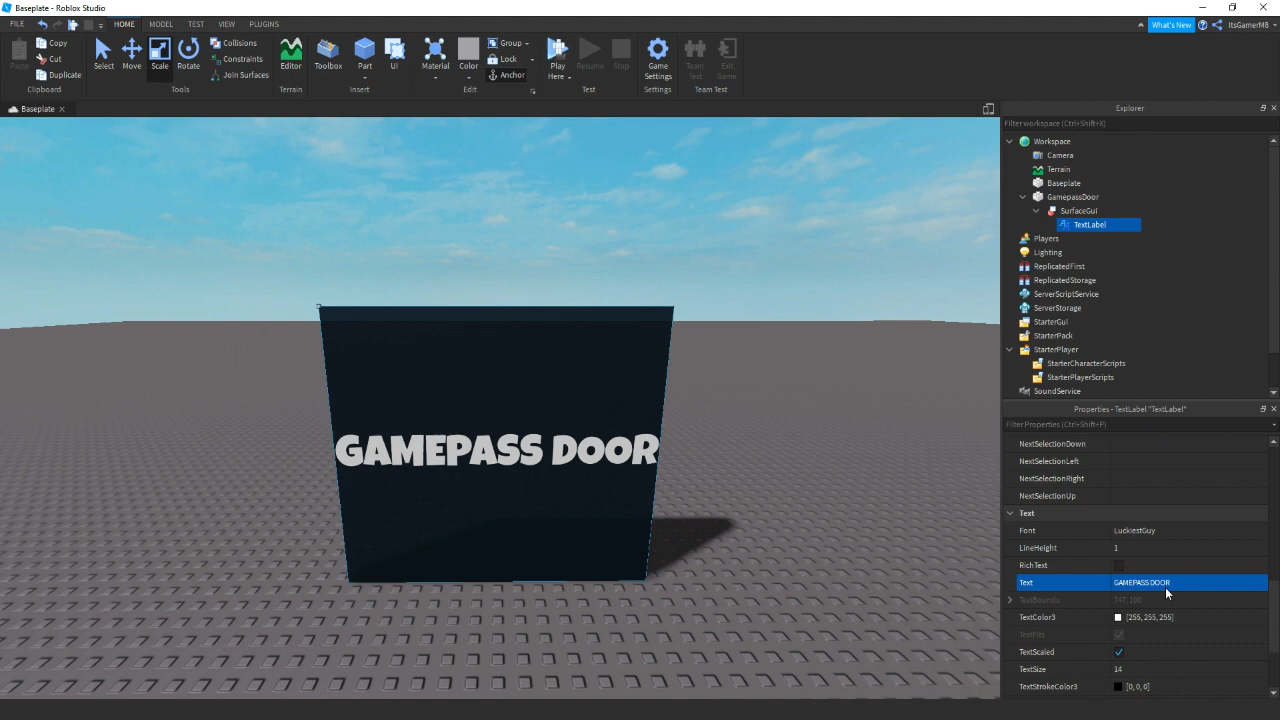 Baseplate - Roblox Studio
FILE HOME MODEL TEST VIEW PLUGINS What's New ItsGamerM8
Paste Copy Cut Duplicate Select Move Scale Rotate Collisions Constraints Join Surfaces Editor Toolbox Part UI Material Color Group Lock Anchor Play Here Resume Stop Game Settings Team Test Exit Game
Clipboard Tools Terrain Insert Edit Test Settings Team Test
Baseplate
GAMEPASS DOOR
Explorer
Filter workspace (Ctrl+Shift+X)
Workspace
Camera
Terrain
Baseplate
GamepassDoor
SurfaceGui
TextLabel
Players
Lighting
ReplicatedFirst
ReplicatedStorage
ServerScriptService
ServerStorage
StarterGui
StarterPack
StarterPlayer
StarterCharacterScripts
StarterPlayerScripts
SoundService
Properties - TextLabel "TextLabel"
Filter Properties (Ctrl+Shift+P)
NextSelectionDown
NextSelectionLeft
NextSelectionRight
NextSelectionUp
Text
Font LuckiestGuy
LineHeight 1
RichText
Text GAMEPASS DOOR
TextBounds 747, 100
TextColor3 [255, 255, 255]
TextFits
TextScaled
TextSize 14
TextStrokeColor3 [0, 0, 0]